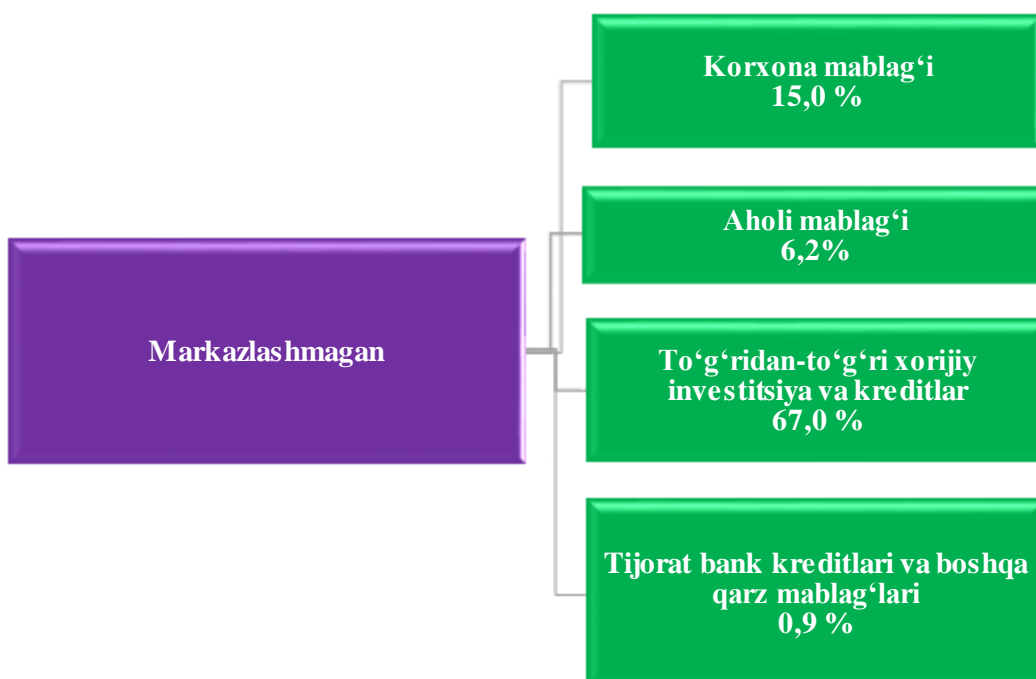 Markazlashmagan
Korxona mablag‘i
15,0 %
Aholi mablag‘i
6,2%
To‘g‘ridan-to‘g‘ri xorijiy
investitsiya va kreditlar
67,0 %
Tijorat bank kreditlari va boshqa
qarz mablag‘lari
0,9 %